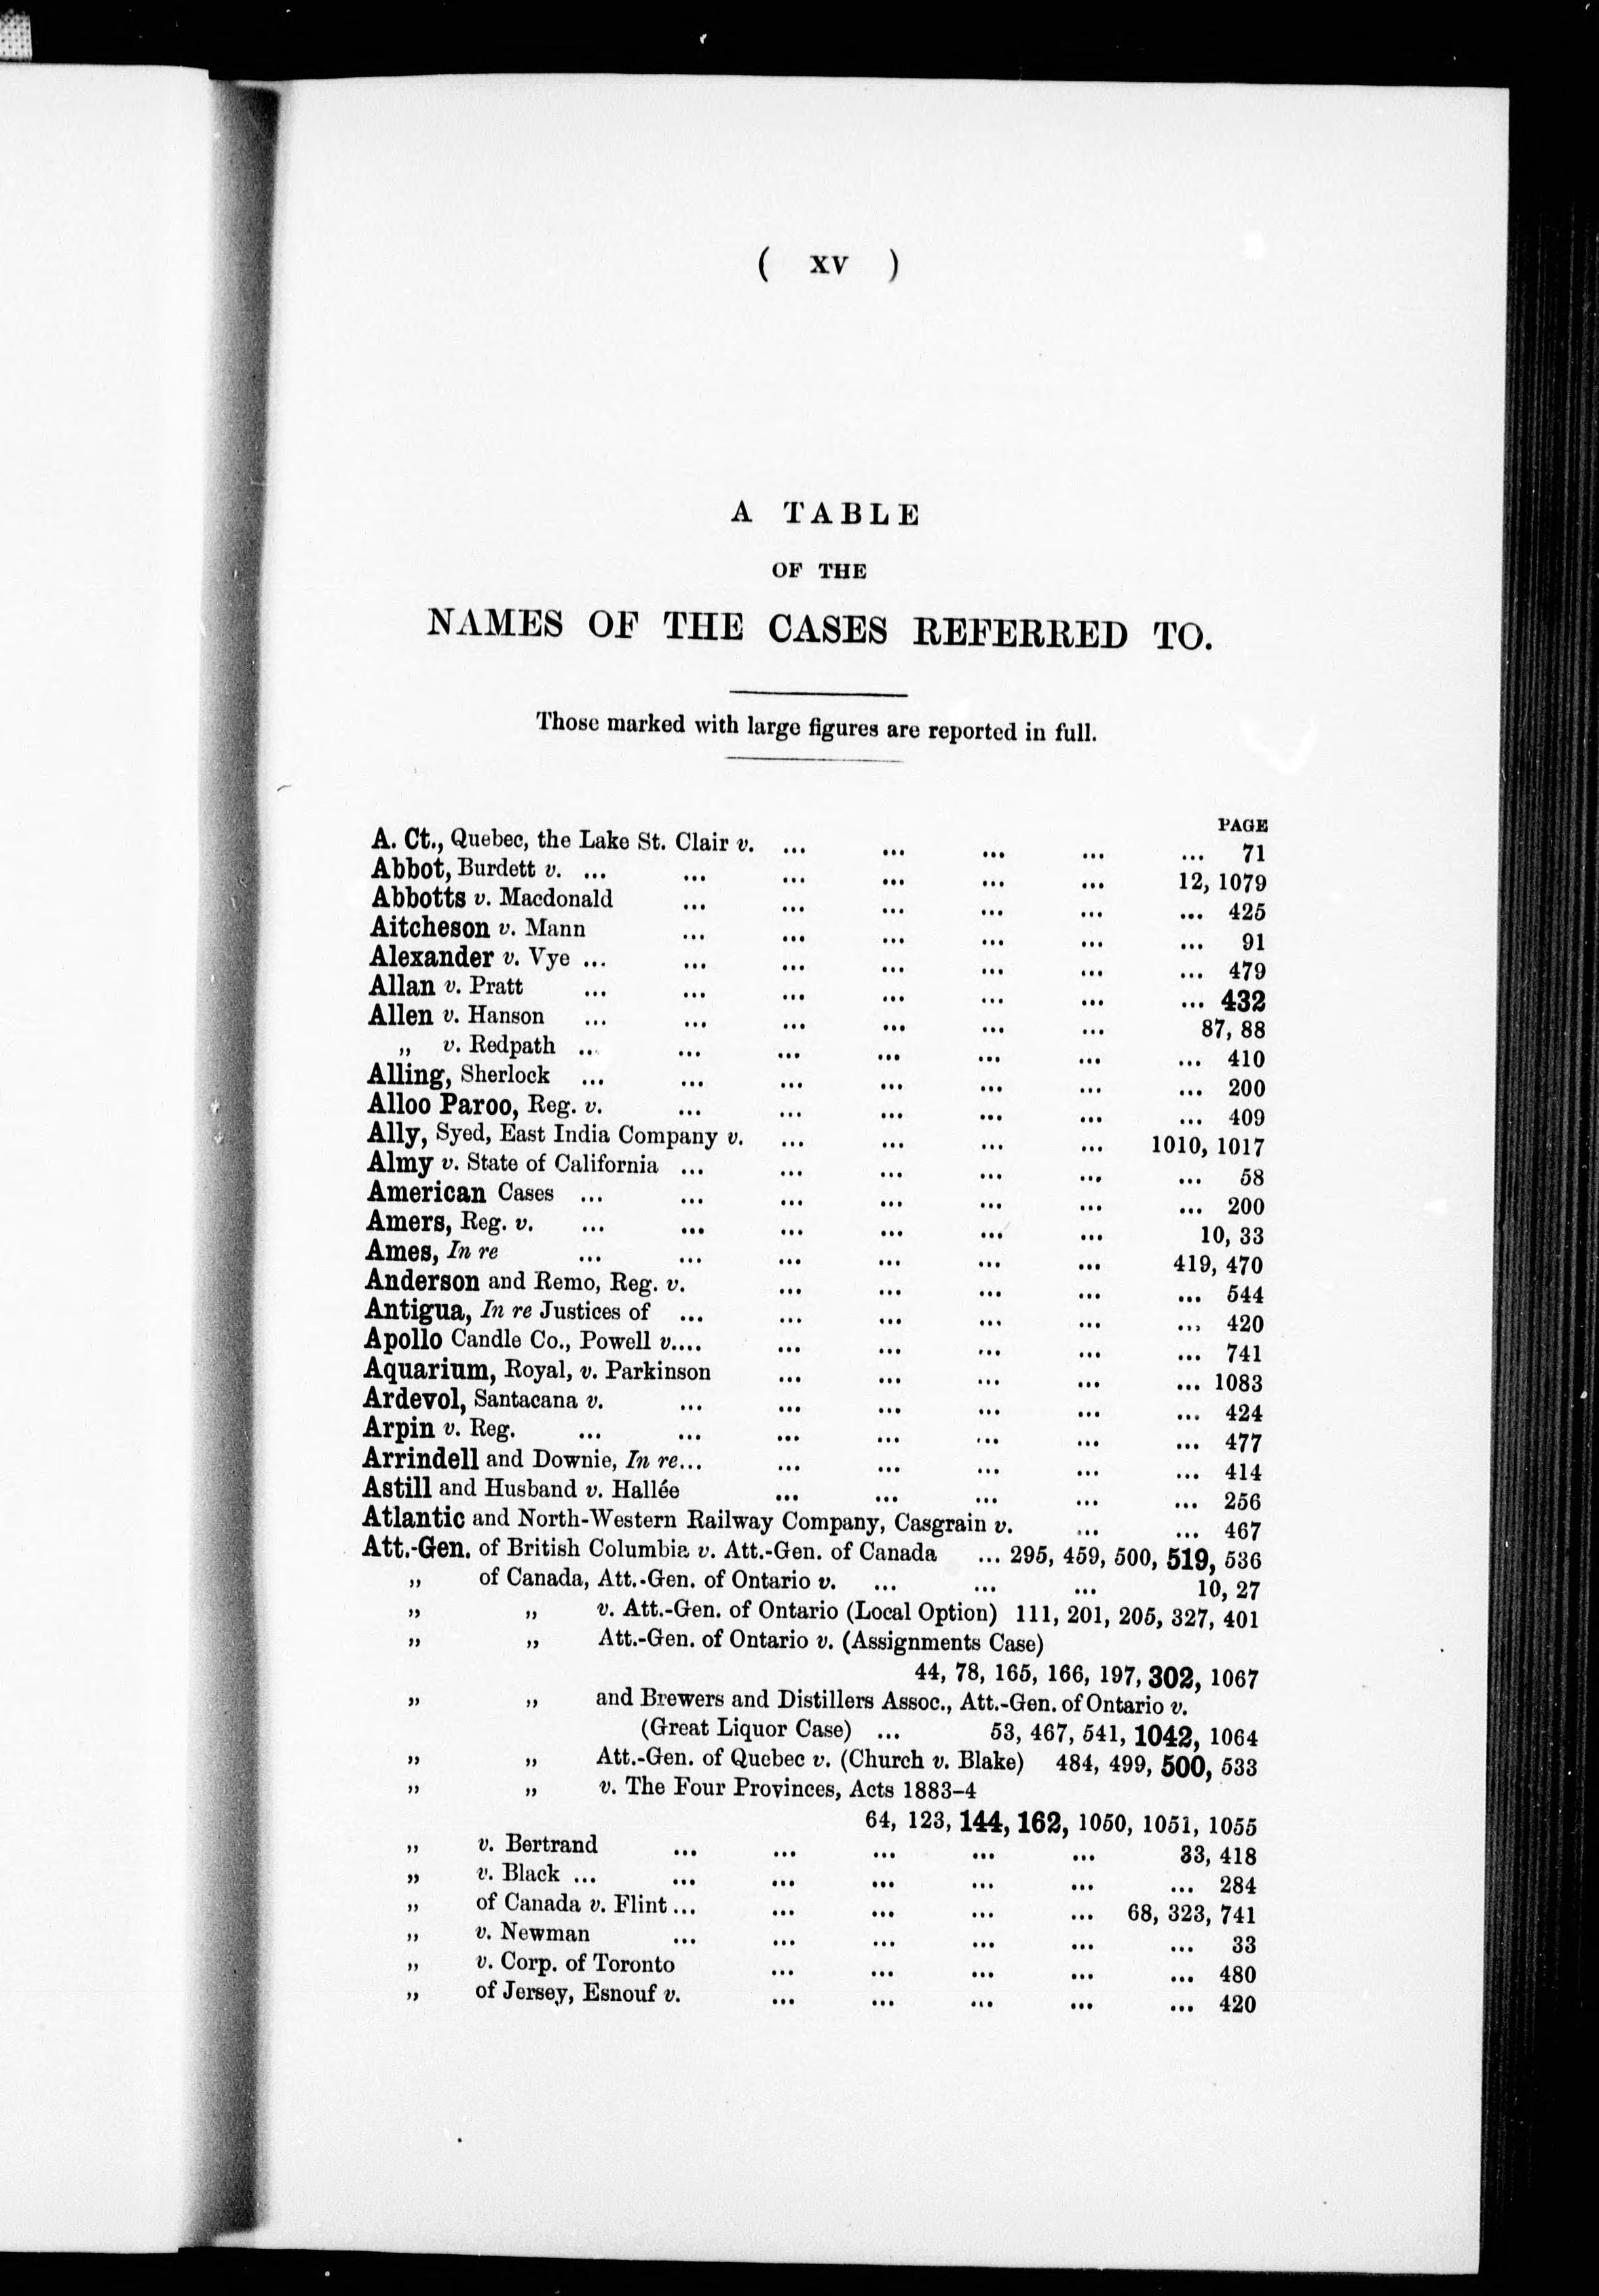 ( xv )
A TABLE
OF THE
NAMES OF THE CASES REFERRED TO.
Those marked with large figures are reported in full.
PAGE
A. Ct., Quebec, the Lake St. Clair v. ... ... ... ... ... 71
Abbot, Burdett v. ... ... ... ... ... ... 12, 1079
Abbotts v. Macdonald ... ... ... ... ... ... 425
Aitcheson v. Mann ... ... ... ... ... ... 91
Alexander v. Vye ... ... ... ... ... ... ... 479
Allan v. Pratt ... ... ... ... ... ... ... 432
Allen v. Hanson ... ... ... ... ... ... 87, 88
„ v. Redpath ... ... ... ... ... ... ... 410
Alling, Sherlock ... ... ... ... ... ... ... 200
Alloo Paroo, Reg. v. ... ... ... ... ... ... 409
Ally, Syed, East India Company v. ... ... ... ... 1010, 1017
Almy v. State of California ... ... ... ... ... ... 58
American Cases ... ... ... ... ... ... ... 200
Amers, Reg. v. ... ... ... ... ... ... 10, 33
Ames, In re ... ... ... ... ... ... 419, 470
Anderson and Remo, Reg. v. ... ... ... ... ... 544
Antigua, In re Justices of ... ... ... ... ... ... 420
Apollo Candle Co., Powell v.... ... ... ... ... ... 741
Aquarium, Royal, v. Parkinson ... ... ... ... ... 1083
Ardevol, Santacana v. ... ... ... ... ... ... 424
Arpin v. Reg. ... ... ... ... ... ... ... 477
Arrindell and Downie, In re... ... ... ... ... ... 414
Astill and Husband v. Hallée ... ... ... ... ... 256
Atlantic and North-Western Railway Company, Casgrain v. ... ... 467
Att.-Gen. of British Columbia v. Att.-Gen. of Canada ... 295, 459, 500, 519, 536
„ of Canada, Att.-Gen. of Ontario v. ... ... ... 10, 27
„ „ v. Att.-Gen. of Ontario (Local Option) 111, 201, 205, 327, 401
„ „ Att.-Gen. of Ontario v. (Assignments Case)
44, 78, 165, 166, 197, 302, 1067
„ „ and Brewers and Distillers Assoc., Att.-Gen. of Ontario v.
(Great Liquor Case) ... 53, 467, 541, 1042, 1064
„ „ Att.-Gen. of Quebec v. (Church v. Blake) 484, 499, 500, 533
„ „ v. The Four Provinces, Acts 1883-4
64, 123, 144, 162, 1050, 1051, 1055
„ v. Bertrand ... ... ... ... ... 33, 418
„ v. Black ... ... ... ... ... ... ... 284
„ of Canada v. Flint ... ... ... ... ... 68, 323, 741
„ v. Newman ... ... ... ... ... ... 33
„ v. Corp. of Toronto ... ... ... ... ... 480
„ of Jersey, Esnouf v. ... ... ... ... ... 420